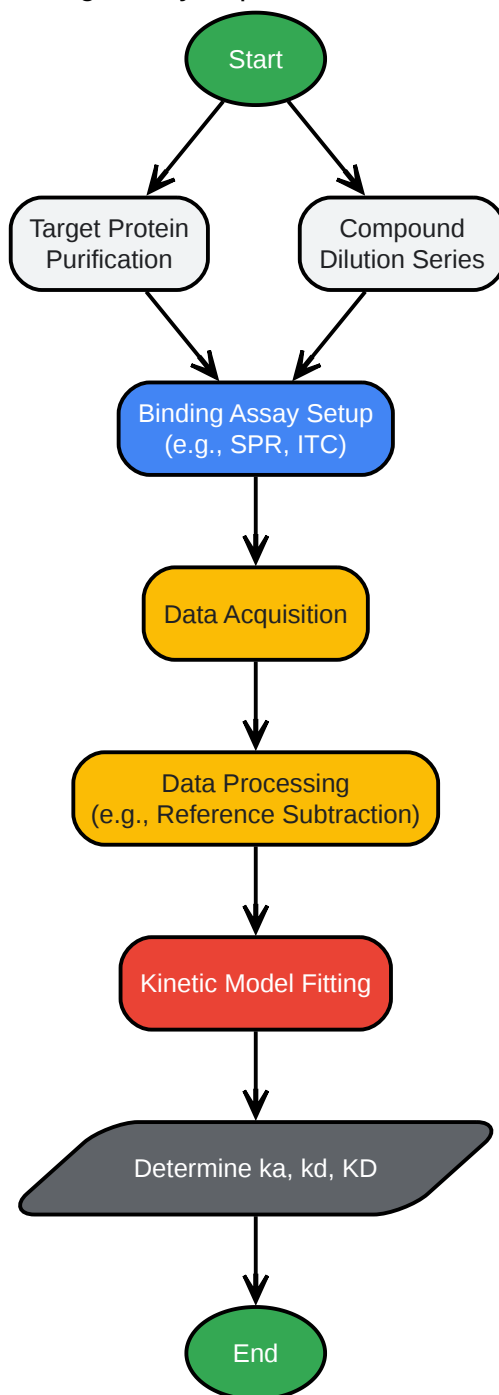 Start
Target Protein
Purification
Compound
Dilution Series
Binding Assay Setup
(e.g., SPR, ITC)
Data Acquisition
Data Processing
(e.g., Reference Subtraction)
Kinetic Model Fitting
Determine ka, kd, KD
End